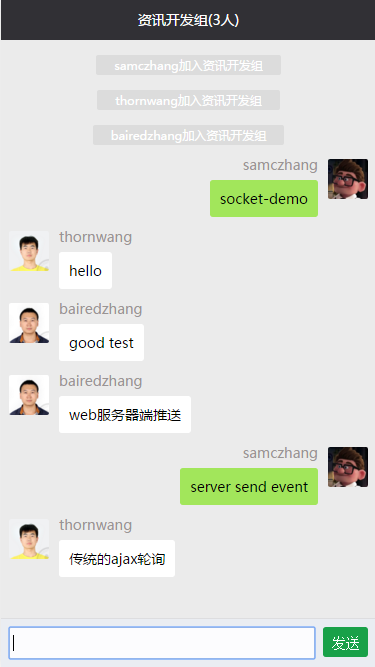 资讯开发组(3人)
samczhang加入资讯开发组
thornwang加入资讯开发组
bairedzhang加入资讯开发组
samczhang
socket-demo
thornwang
hello
bairedzhang
good test
bairedzhang
web服务器端推送
samczhang
server send event
thornwang
传统的ajax轮询
发送